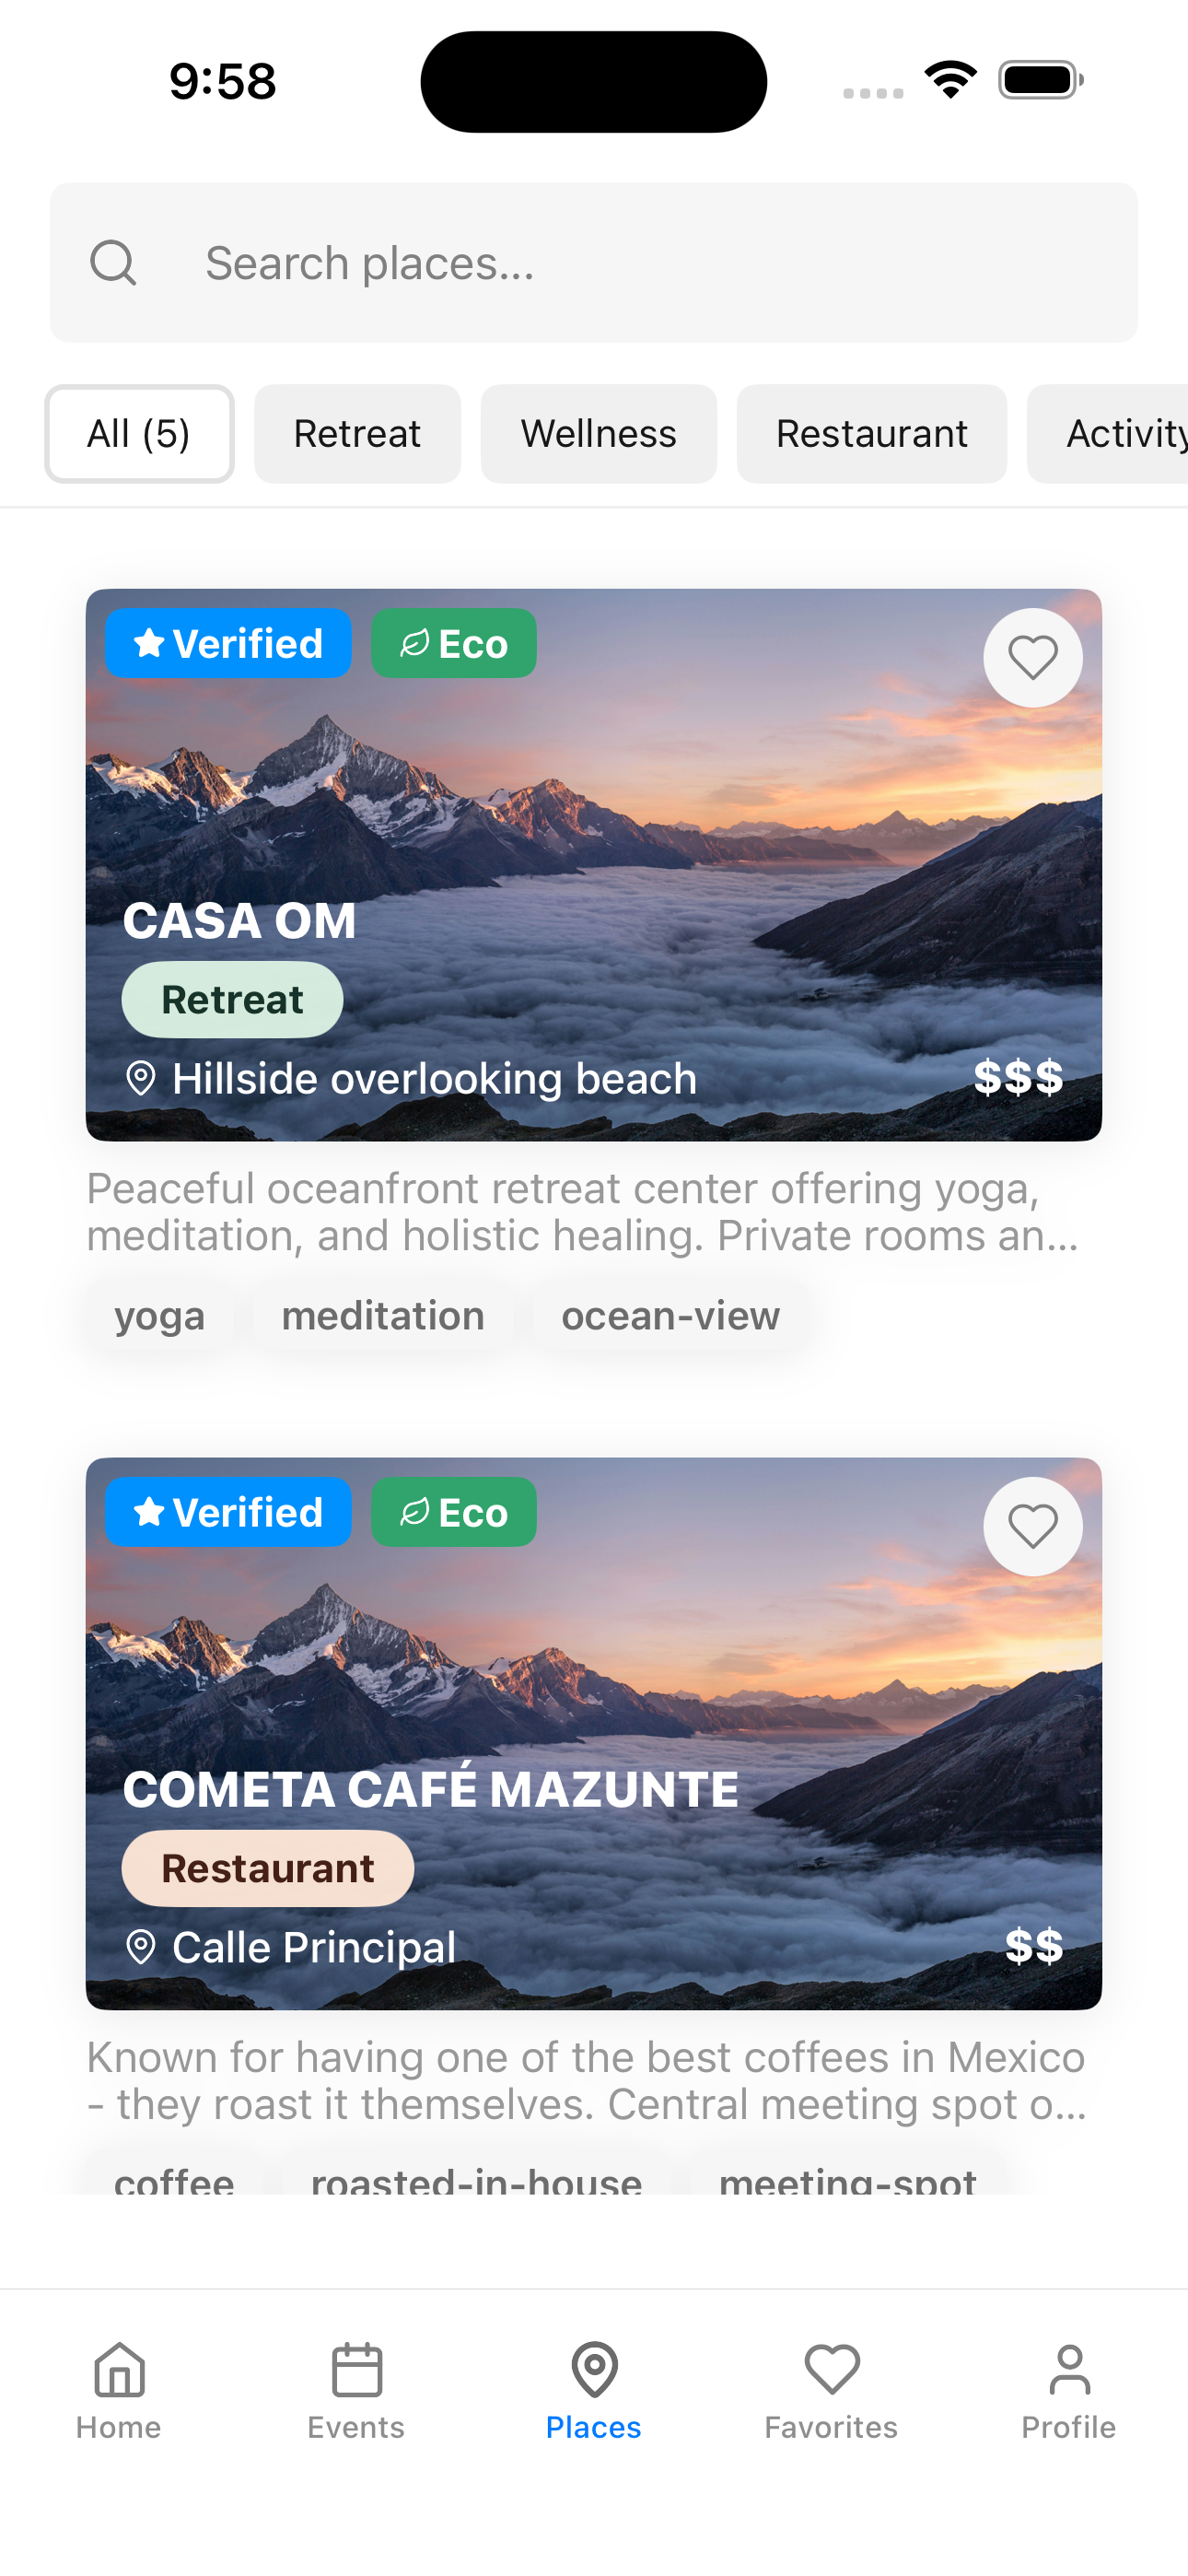 9:58
Search places...
All (5) Retreat Wellness Restaurant Activity
Verified Eco
CASA OM
Retreat
Hillside overlooking beach $$$
Peaceful oceanfront retreat center offering yoga,
meditation, and holistic healing. Private rooms an...
yoga meditation ocean-view
Verified Eco
COMETA CAFÉ MAZUNTE
Restaurant
Calle Principal $$
Known for having one of the best coffees in Mexico
- they roast it themselves. Central meeting spot o...
coffee roasted-in-house meeting-spot
Home Events Places Favorites Profile